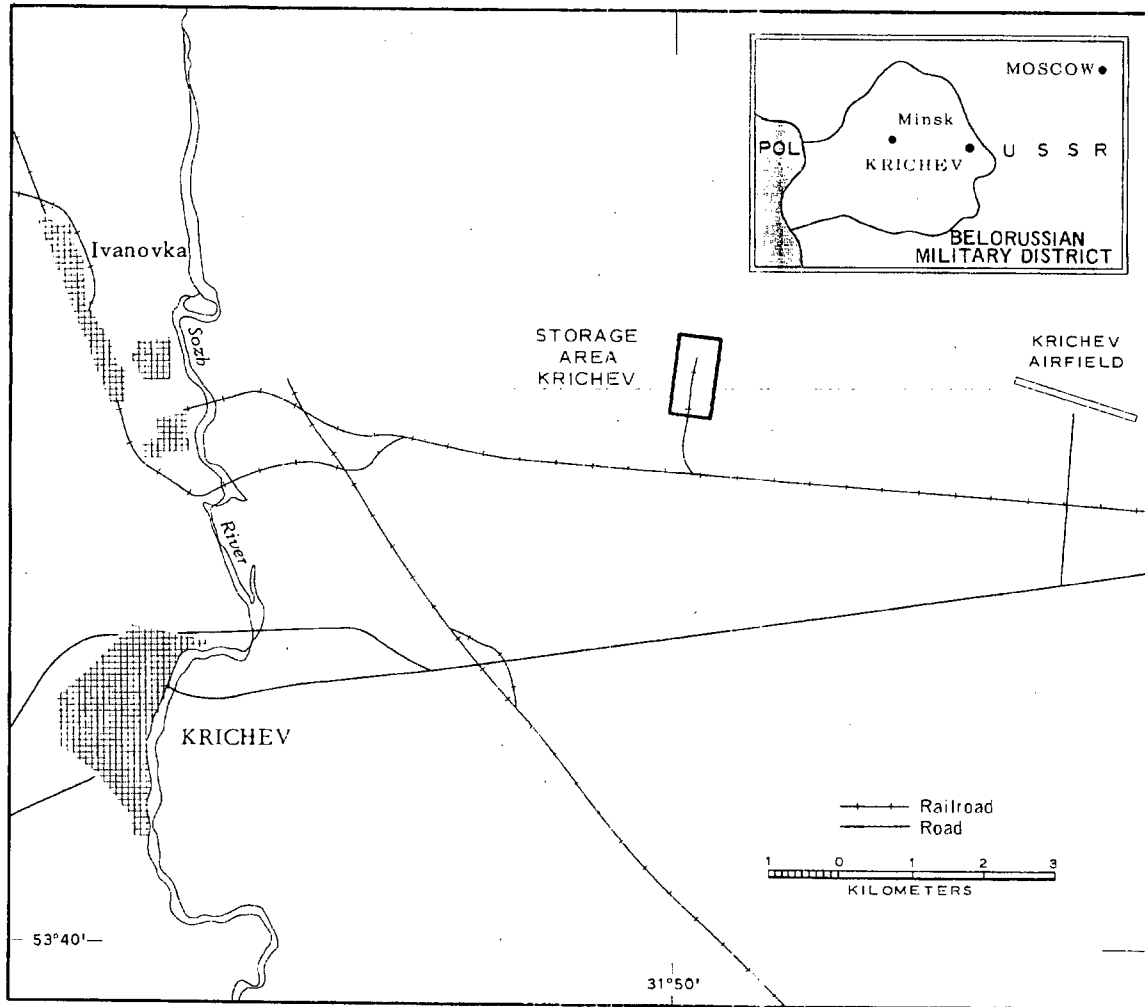 MOSCOW
Minsk
POL
KRICHEV
U S S R
BELORUSSIAN
MILITARY DISTRICT
Ivanovka
Sozh
River
STORAGE
AREA
KRICHEV
KRICHEV
AIRFIELD
KRICHEV
Railroad
Road
1 0 1 2 3
KILOMETERS
53°40'
31°50'